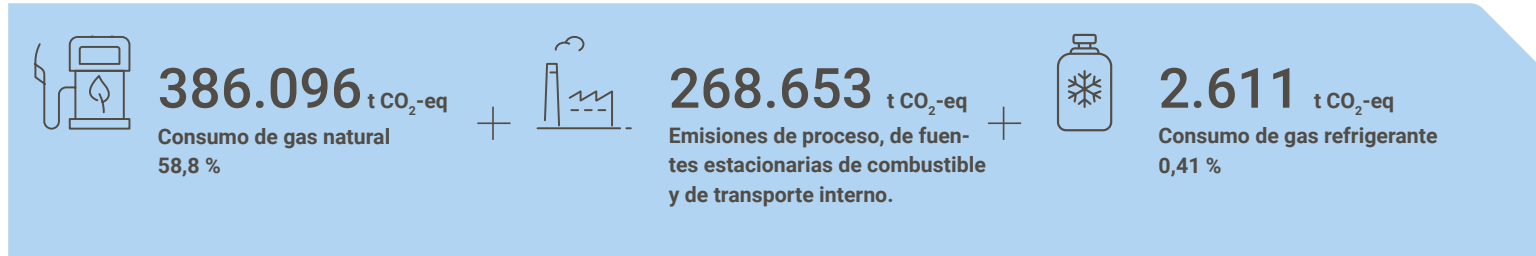 386.096 t CO₂-eq
Consumo de gas natural
58,8 %
+
268.653 t CO₂-eq
Emisiones de proceso, de fuen-
tes estacionarias de combustible
y de transporte interno.
+
2.611 t CO₂-eq
Consumo de gas refrigerante
0,41 %